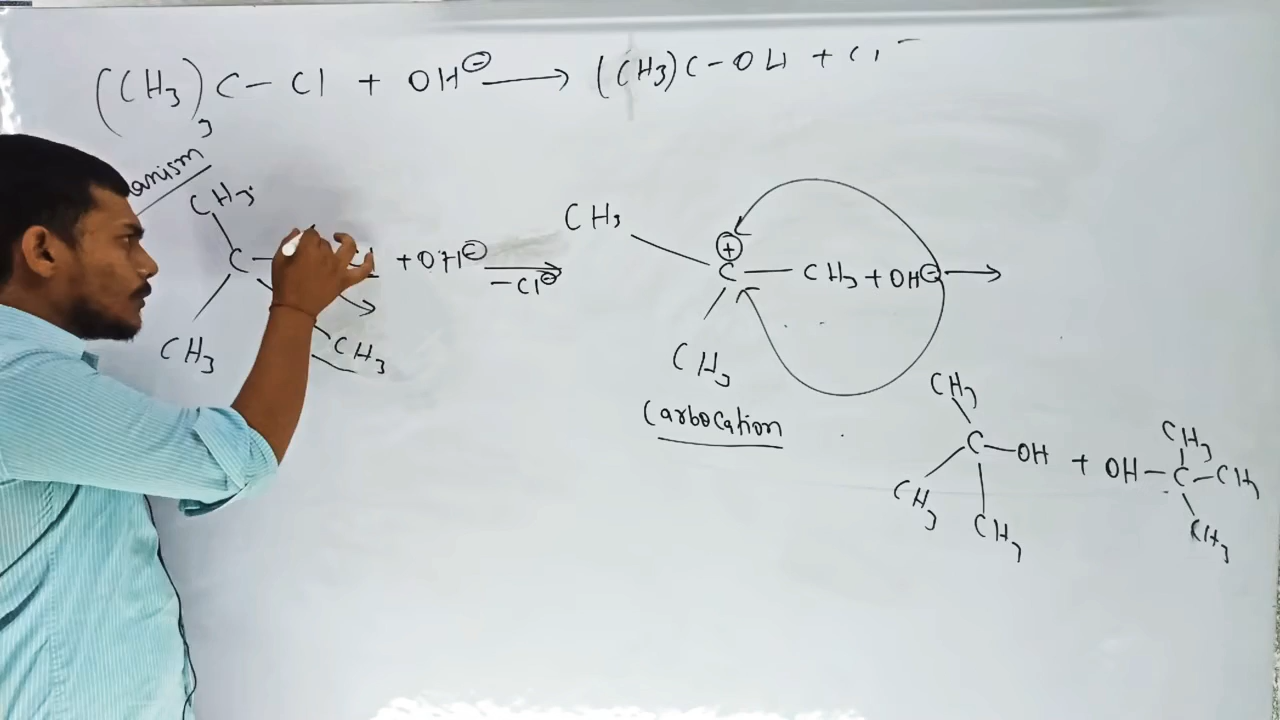 (CH₃)₃C-Cl + OH⊖ → (CH₃)C-OH + Cl⁻
anism
CH₃ CH₃
C Cl + OH⊖ → C⊕ — CH₃ + OH⊖ →
-Cl⊖
CH₃ CH₃ CH₃
Carbocation
CH₃ CH₃
C—OH + OH—C—CH₃
CH₃ CH₃ CH₃